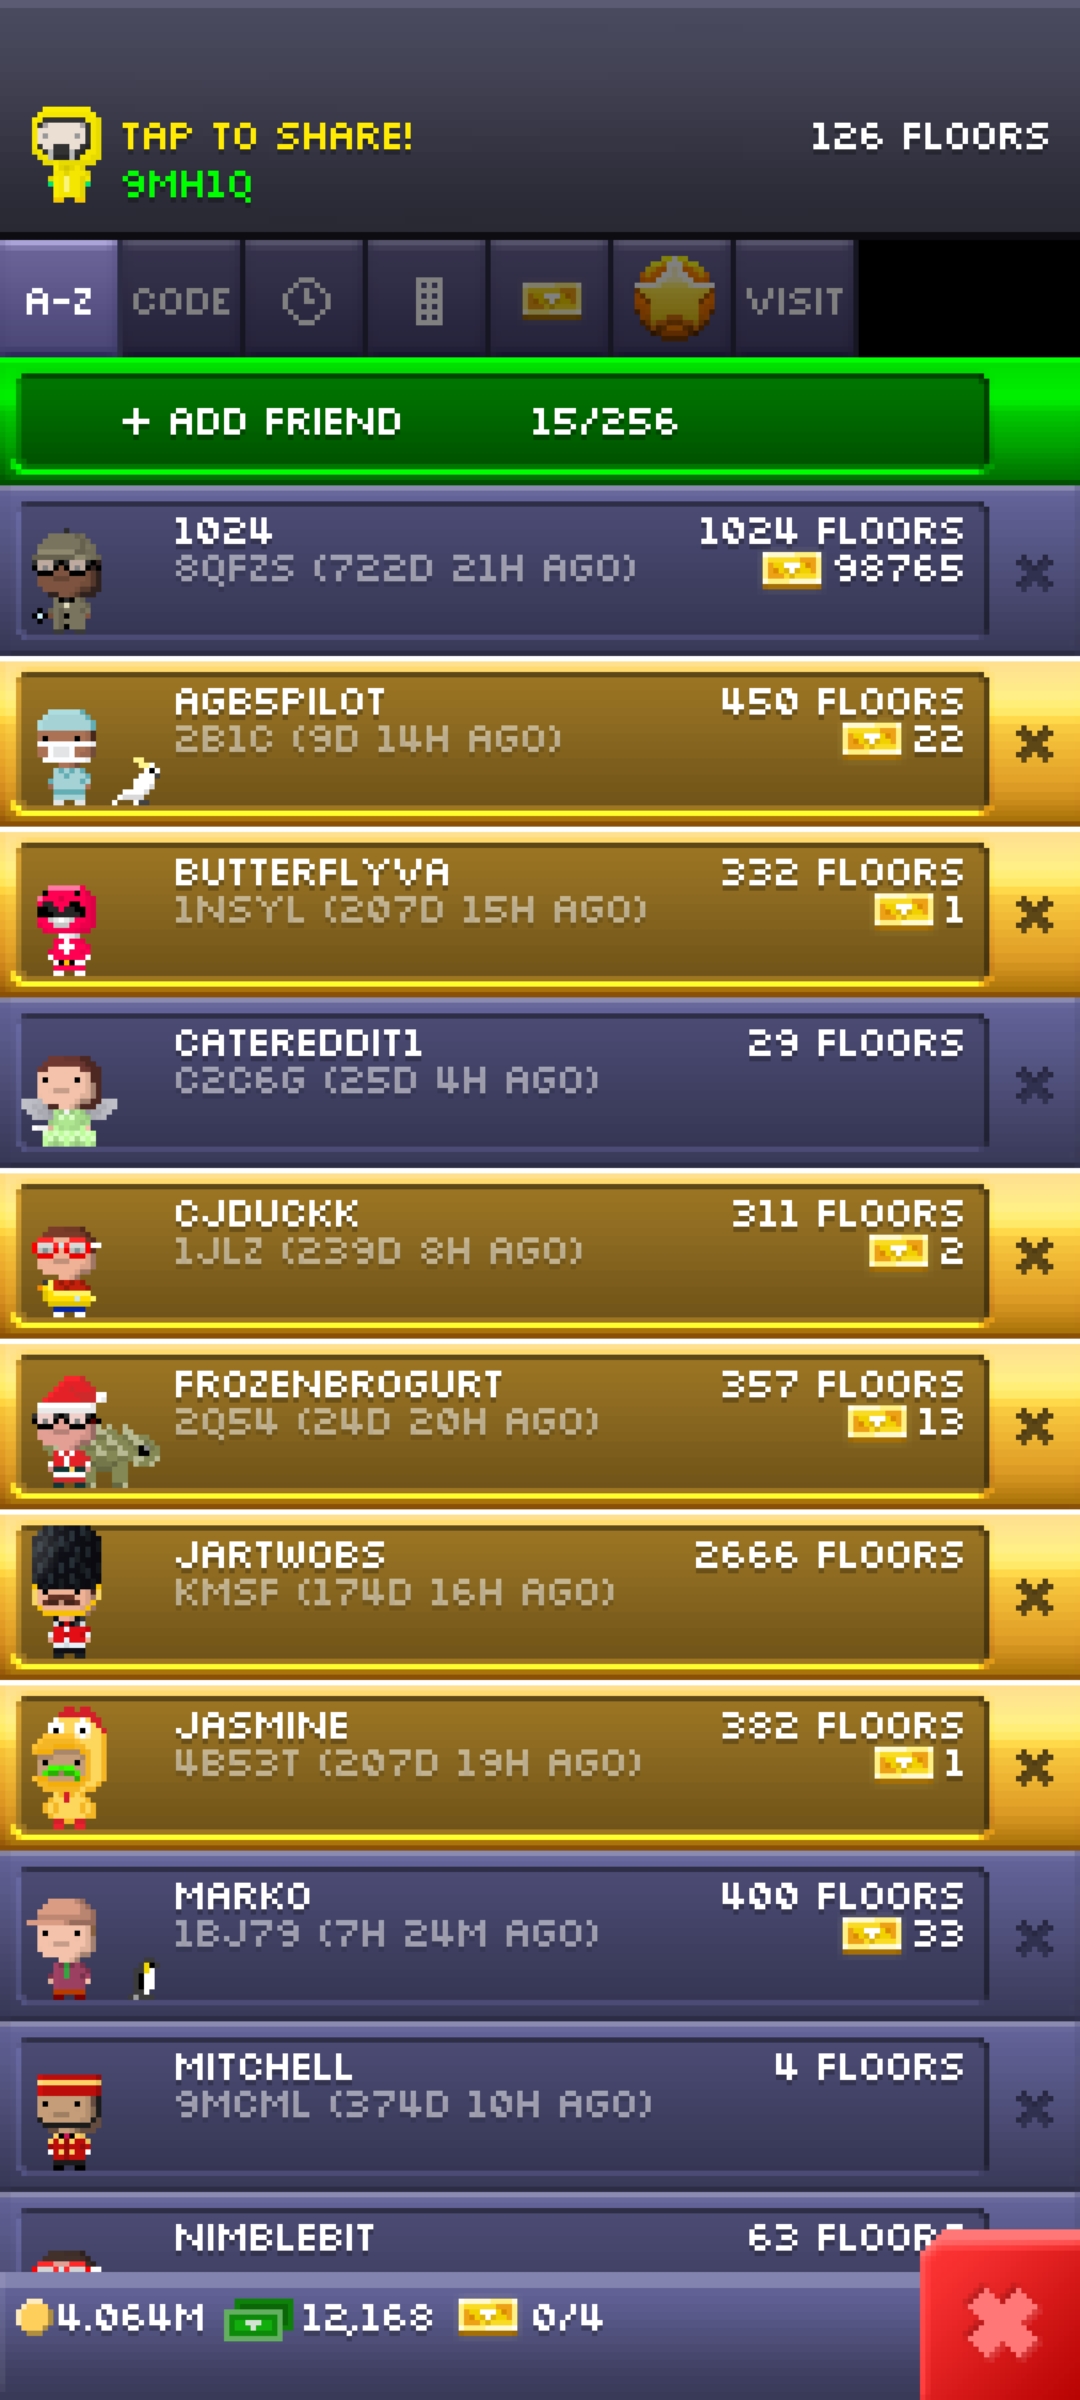 TAP TO SHARE!
126 FLOORS
9MH1Q
A-Z CODE VISIT
+ ADD FRIEND 15/256
1024 1024 FLOORS
8QFZS (722D 21H AGO) 98765
AGB5PILOT 450 FLOORS
2B1C (9D 14H AGO) 22
BUTTERFLYVA 332 FLOORS
1NSYL (207D 15H AGO) 1
CATEREDDIT1 29 FLOORS
C2C6G (25D 4H AGO)
CJDUCKK 311 FLOORS
1JLZ (239D 8H AGO) 2
FROZENBROGURT 357 FLOORS
2Q54 (24D 20H AGO) 13
JARTWOBS 2666 FLOORS
KMSF (174D 16H AGO)
JASMINE 382 FLOORS
4B53T (207D 19H AGO) 1
MARKO 400 FLOORS
1BJ79 (7H 24M AGO) 33
MITCHELL 4 FLOORS
9MCML (374D 10H AGO)
NIMBLEBIT 63 FLOORS
4.064M 12,168 0/4